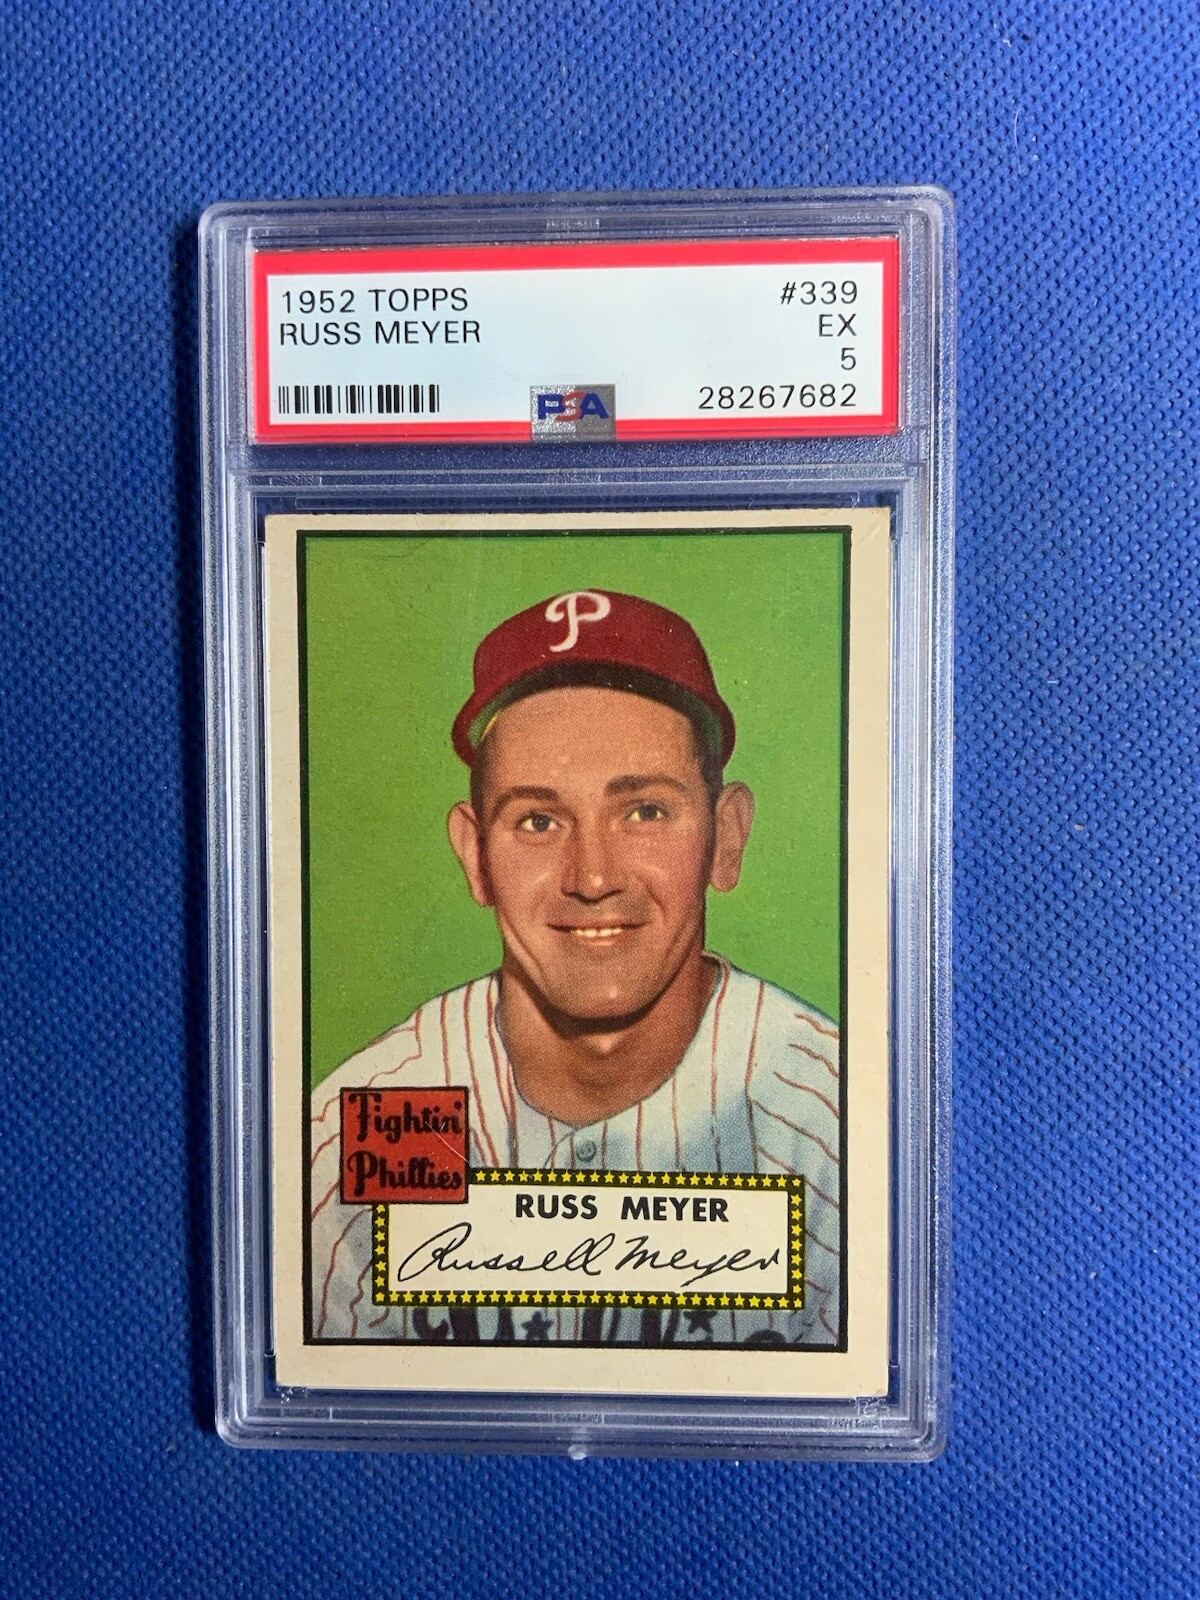 1952 TOPPS #339
RUSS MEYER EX
5
PSA 28267682
P
Fightin'
Phillies
RUSS MEYER
Russell Meyer